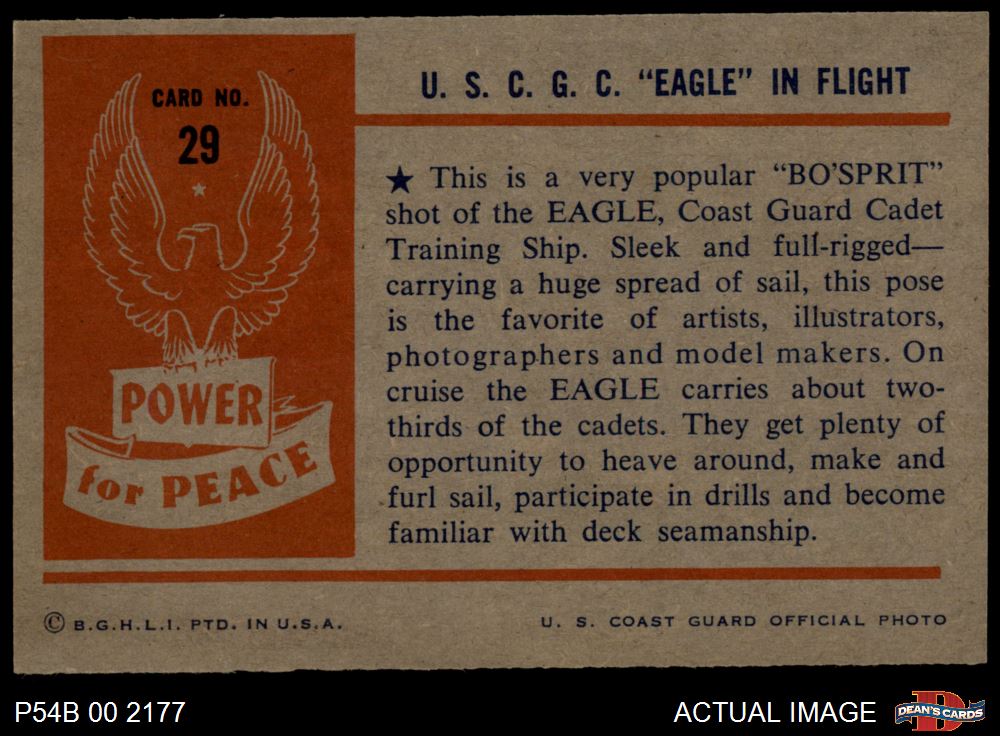 CARD NO.
29
POWER
for PEACE
U. S. C. G. C. "EAGLE" IN FLIGHT
★ This is a very popular "BO'SPRIT"
shot of the EAGLE, Coast Guard Cadet
Training Ship. Sleek and full-rigged—
carrying a huge spread of sail, this pose
is the favorite of artists, illustrators,
photographers and model makers. On
cruise the EAGLE carries about two-
thirds of the cadets. They get plenty of
opportunity to heave around, make and
furl sail, participate in drills and become
familiar with deck seamanship.
© B.G.H.L.I. PTD. IN U.S.A.
U. S. COAST GUARD OFFICIAL PHOTO
P54B 00 2177
ACTUAL IMAGE
DEAN'S CARDS